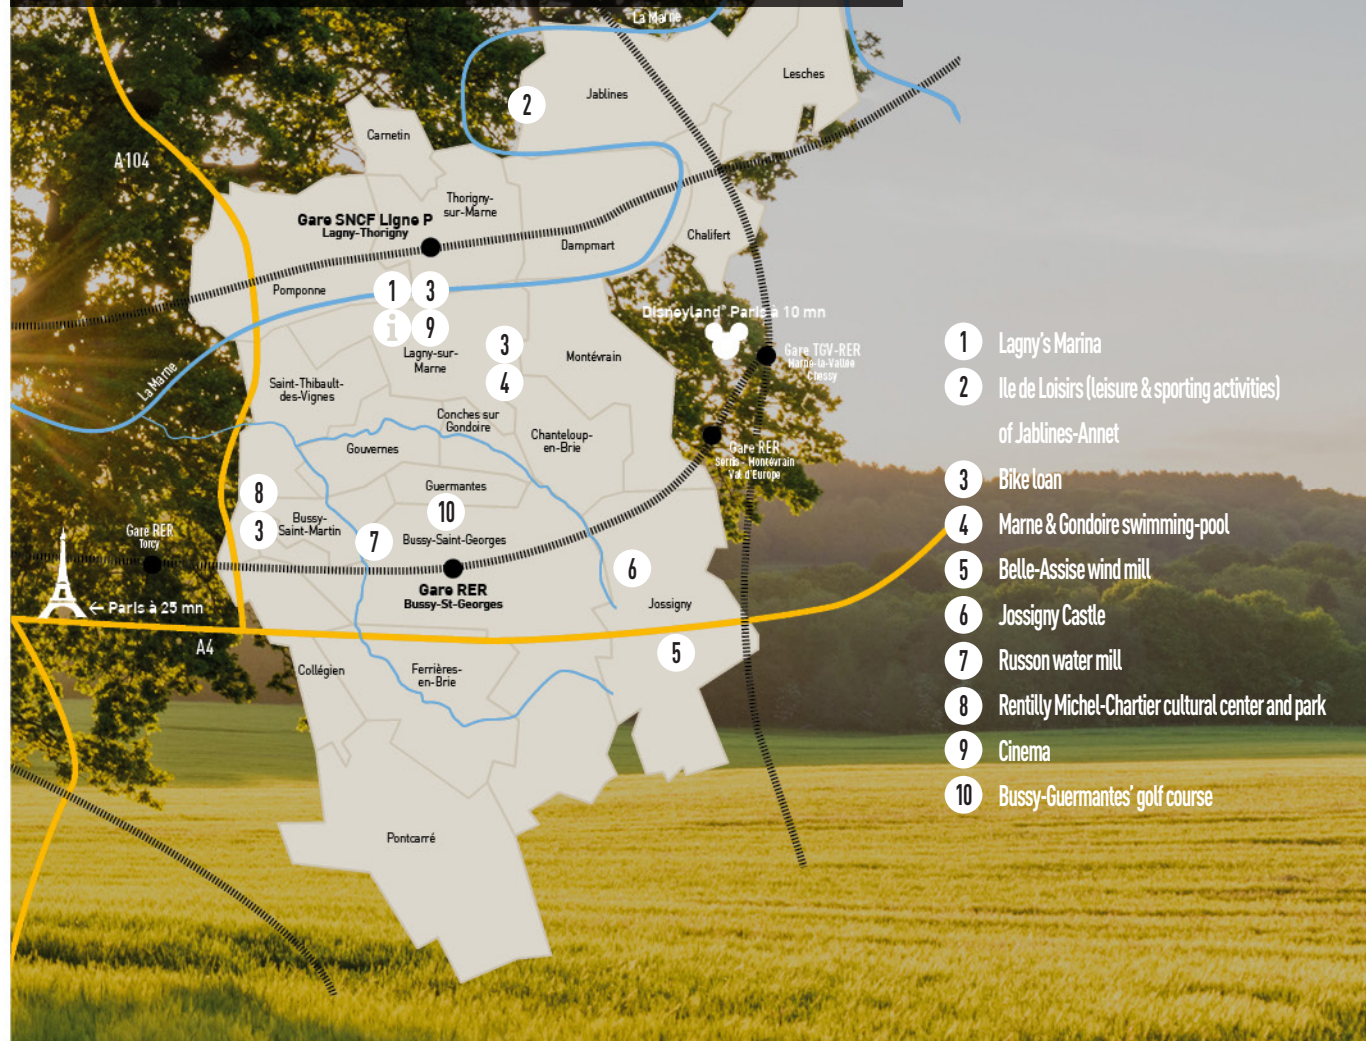 La Marne
Lesches
Jablines
2
Carnetin
A104
Thorigny-
sur-Marne
Gare SNCF Ligne P
Lagny-Thorigny
Dampmart
Chalifert
Pomponne
1
3
i
9
Lagny-sur-
Marne
3
4
Montévrain
Disneyland® Paris à 10 mn
Gare TGV-RER
Marne-la-Vallée
Chessy
La Marne
Saint-Thibault-
des-Vignes
Conches sur
Gondoire
Chanteloup-
en-Brie
Gouvernes
Gare RER
Serris - Montévrain
Val d'Europe
Guermantes
10
8
3
Bussy-
Saint-Martin
7
Bussy-Saint-Georges
Gare RER
Torcy
6
Gare RER
Bussy-St-Georges
Jossigny
← Paris à 25 mn
A4
5
Collégien
Ferrières-
en-Brie
Pontcarré
1 Lagny's Marina
2 Ile de Loisirs (leisure & sporting activities)
of Jablines-Annet
3 Bike loan
4 Marne & Gondoire swimming-pool
5 Belle-Assise wind mill
6 Jossigny Castle
7 Russon water mill
8 Rentilly Michel-Chartier cultural center and park
9 Cinema
10 Bussy-Guermantes' golf course